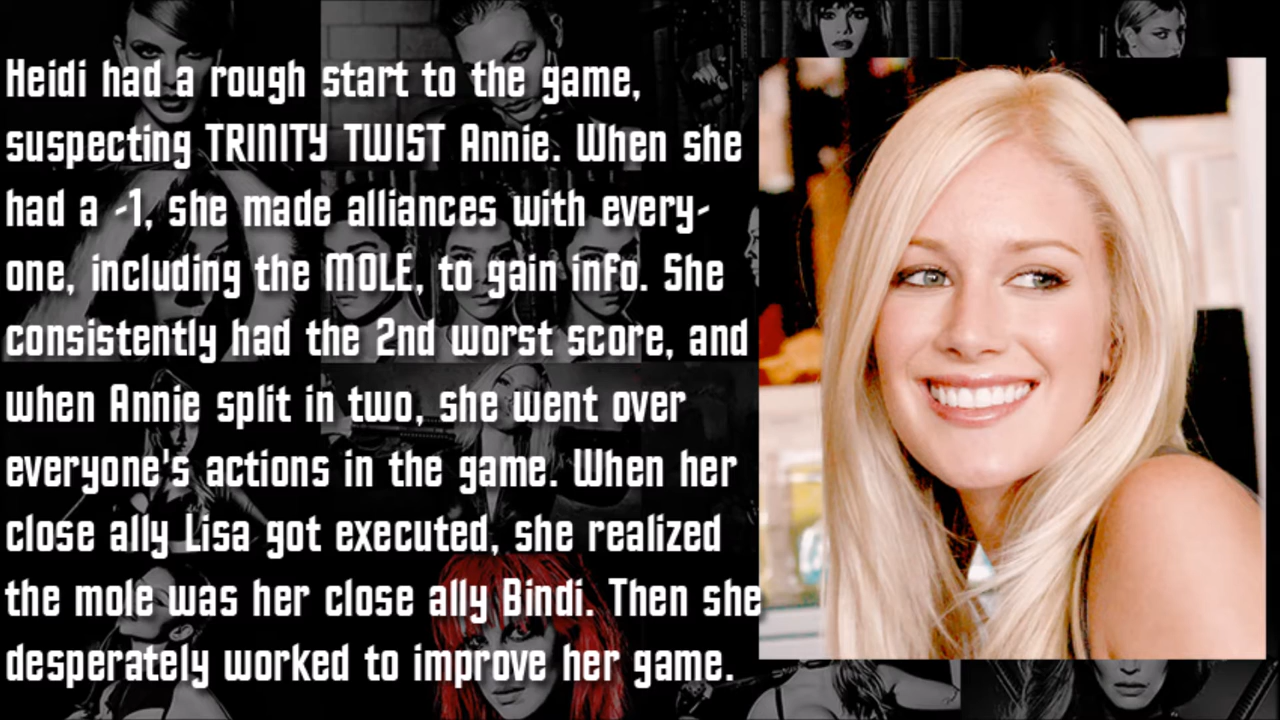 Heidi had a rough start to the game,
suspecting TRINITY TWIST Annie. When she
had a -1, she made alliances with every-
one, including the MOLE, to gain info. She
consistently had the 2nd worst score, and
when Annie split in two, she went over
everyone's actions in the game. When her
close ally Lisa got executed, she realized
the mole was her close ally Bindi. Then she
desperately worked to improve her game.